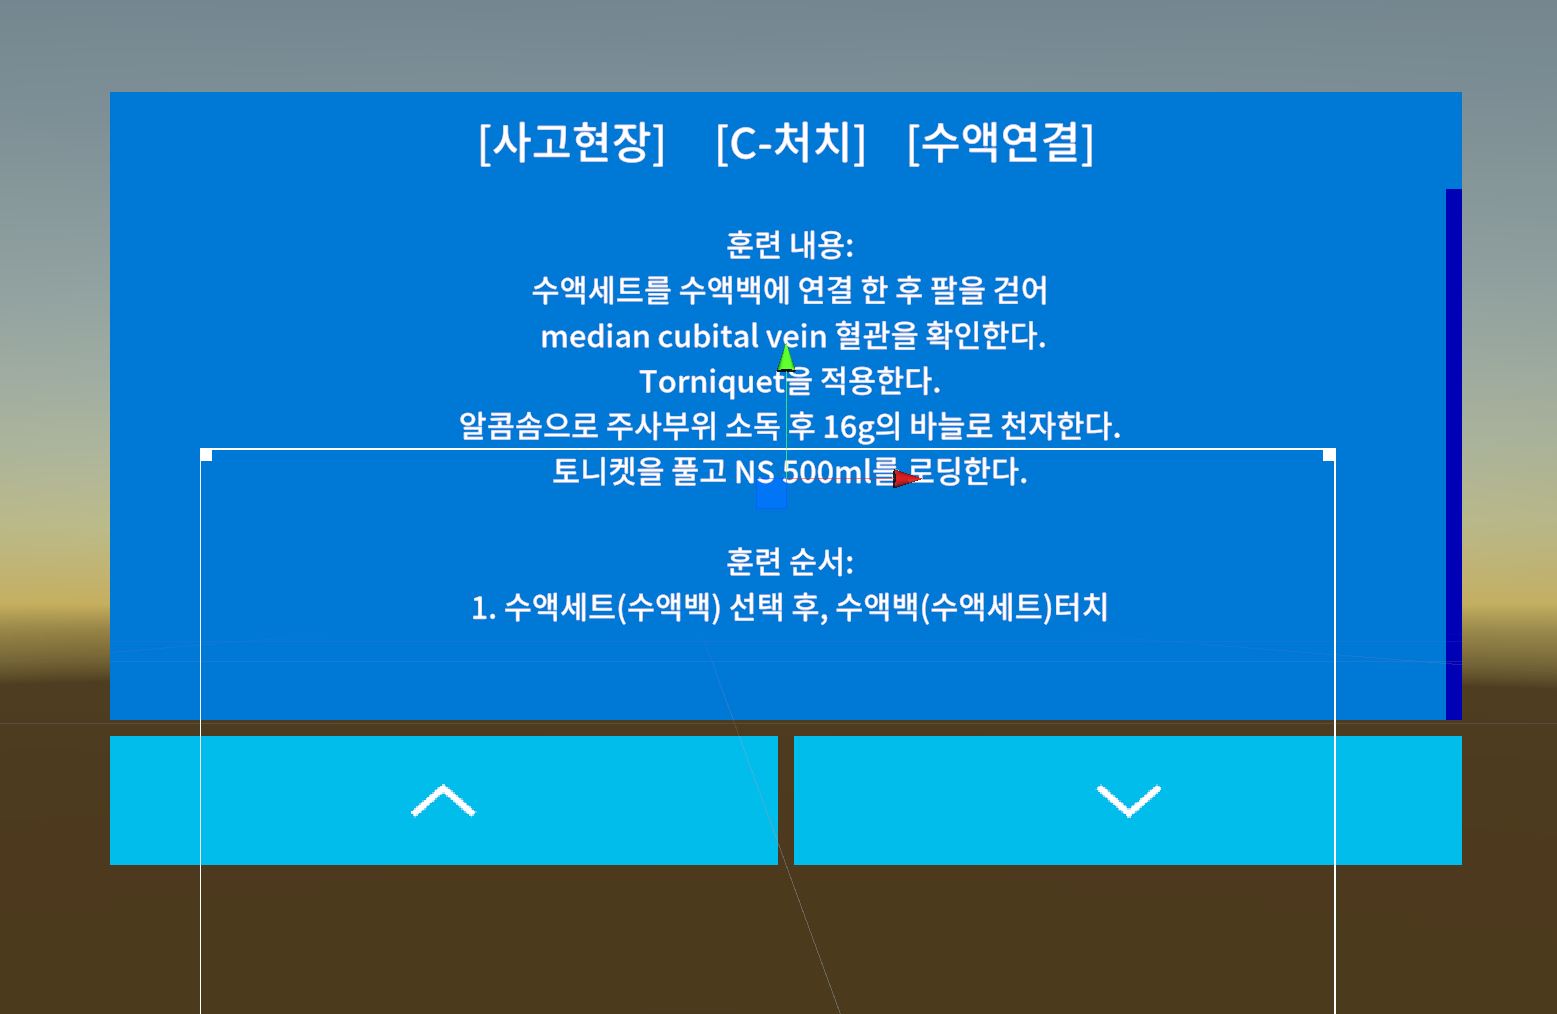 [사고현장] [C-처치] [수액연결]
훈련 내용:
수액세트를 수액백에 연결 한 후 팔을 걷어
median cubital vein 혈관을 확인한다.
Torniquet을 적용한다.
알콤솜으로 주사부위 소독 후 16g의 바늘로 천자한다.
토니켓을 풀고 NS 500ml를 로딩한다.
훈련 순서:
1. 수액세트(수액백) 선택 후, 수액백(수액세트)터치